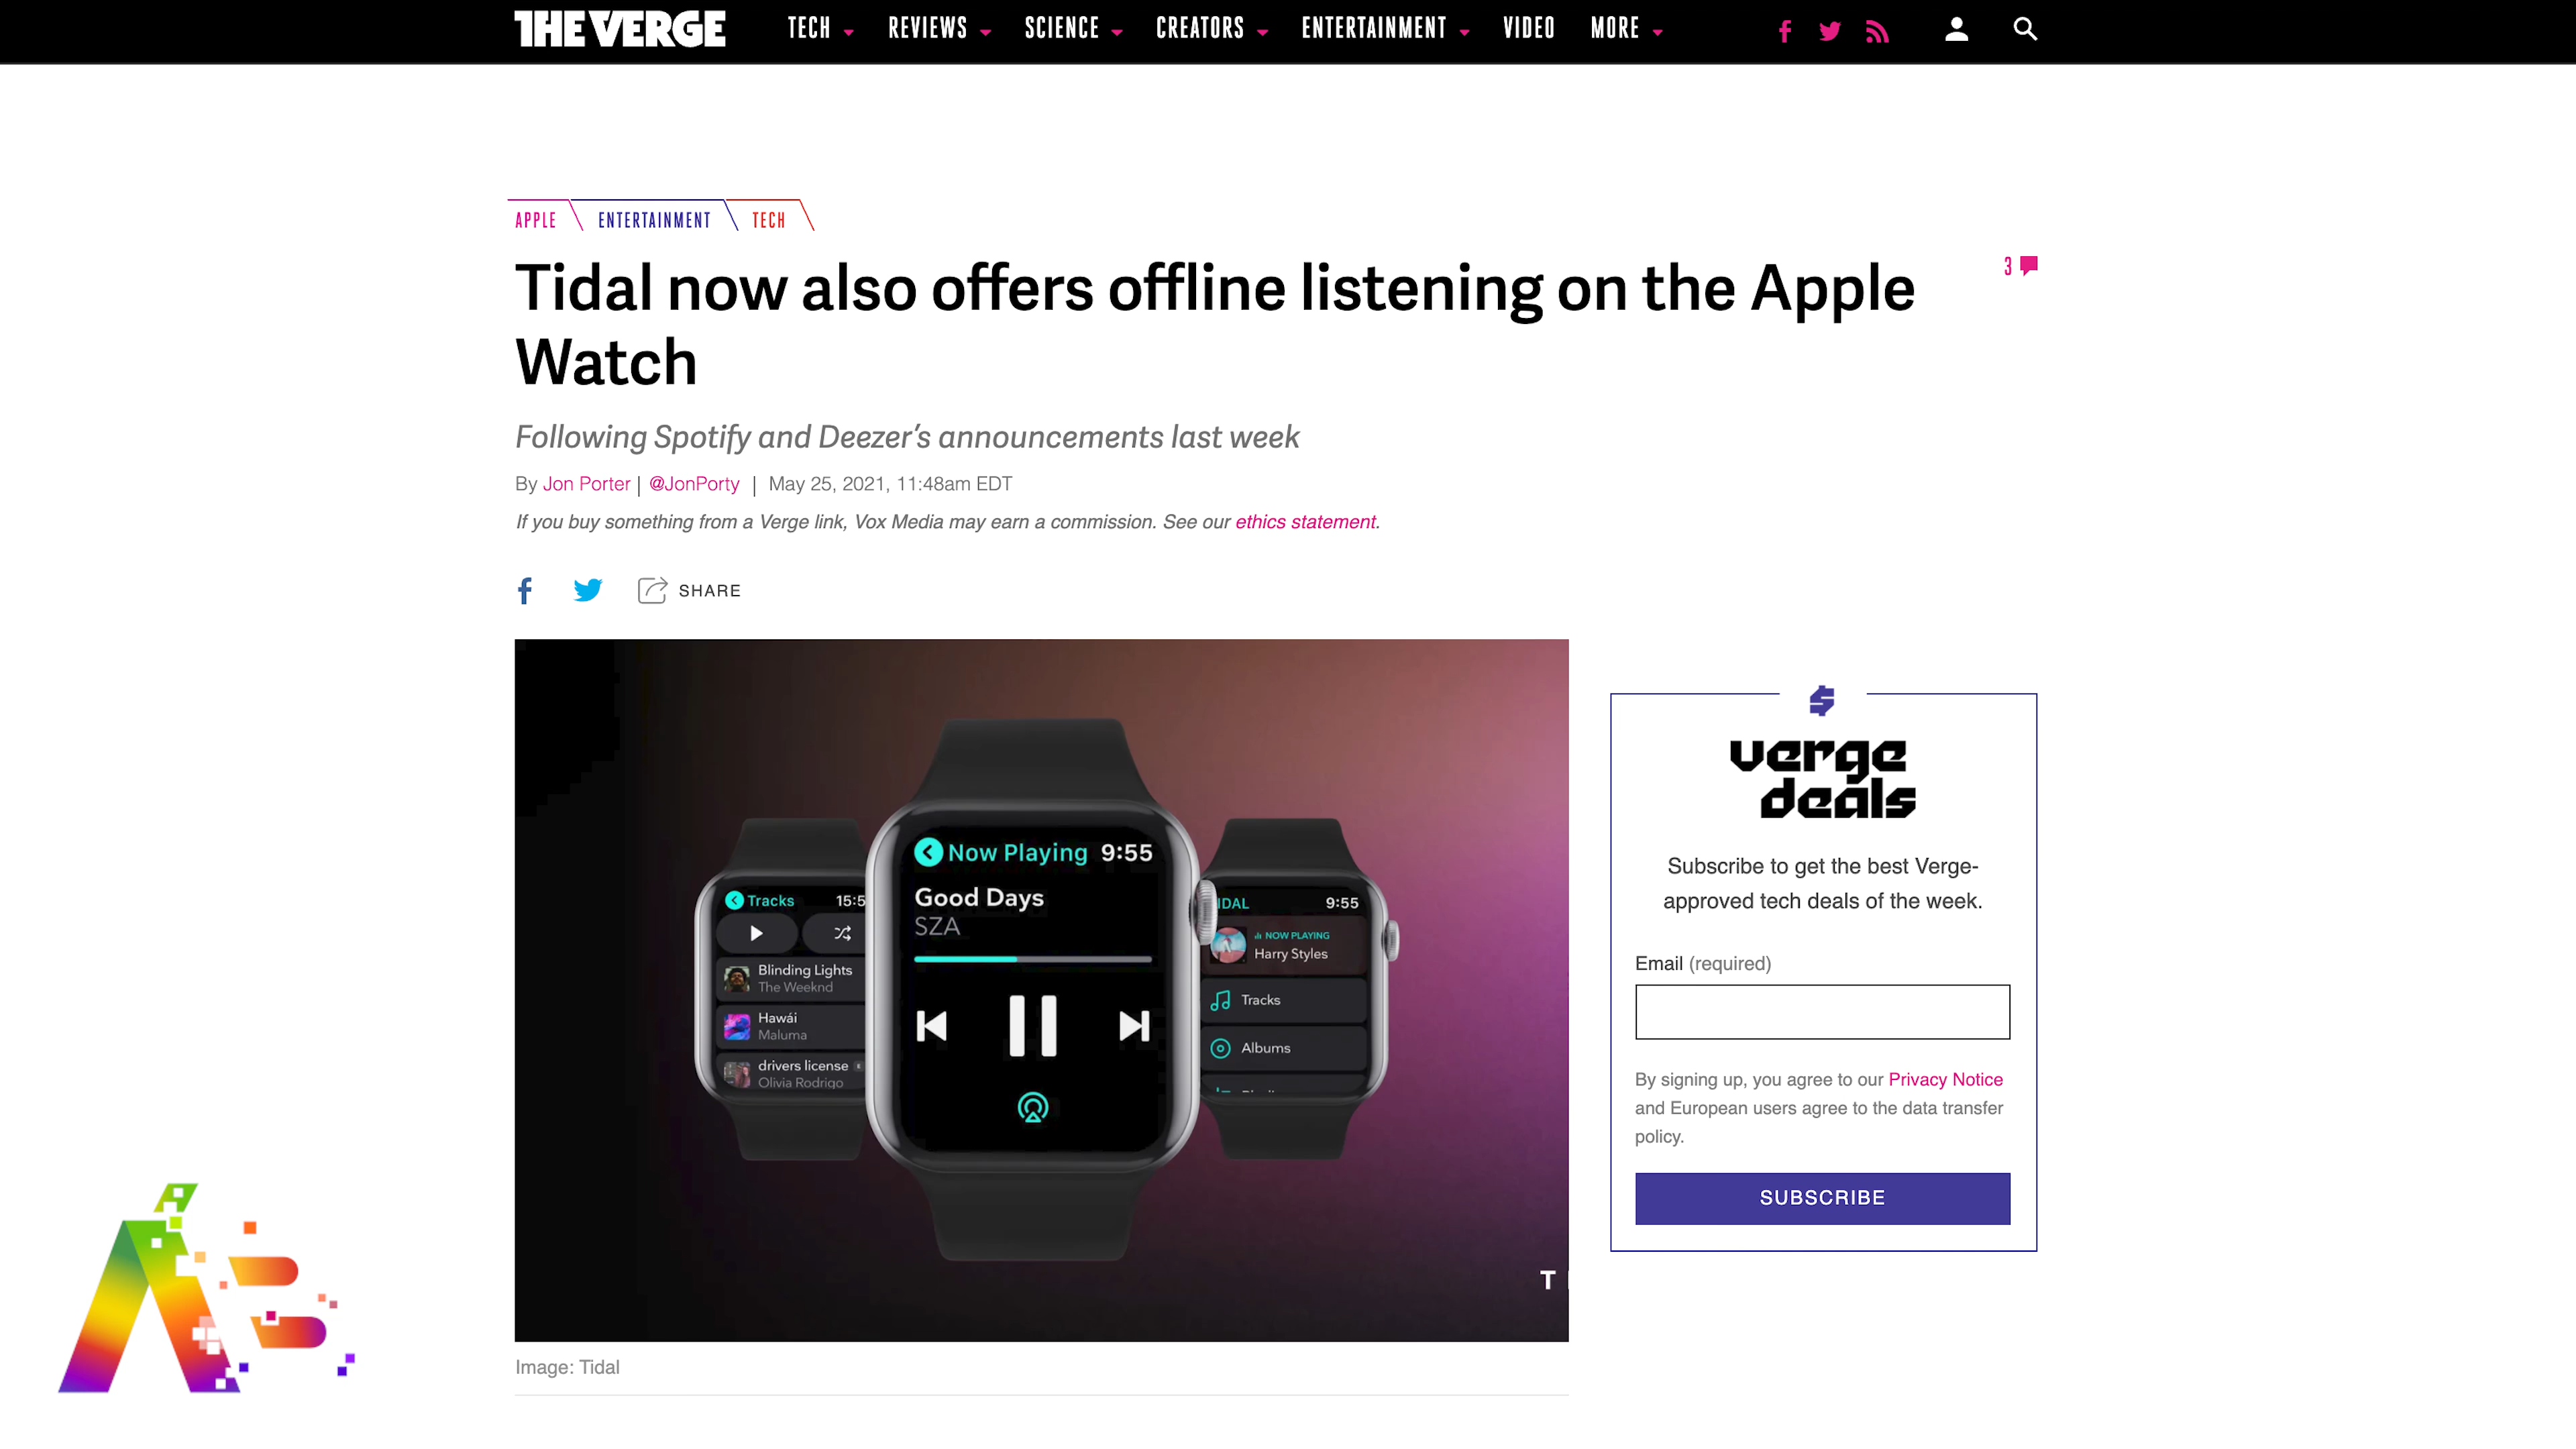 THE VERGE
TECH
REVIEWS
SCIENCE
CREATORS
ENTERTAINMENT
VIDEO
MORE
APPLE
ENTERTAINMENT
TECH
Tidal now also offers offline listening on the Apple
Watch
3
Following Spotify and Deezer's announcements last week
By Jon Porter | @JonPorty | May 25, 2021, 11:48am EDT
If you buy something from a Verge link, Vox Media may earn a commission. See our ethics statement.
SHARE
Tracks 15:5
Blinding Lights
The Weeknd
Hawái
Maluma
drivers license E
Olivia Rodrigo
Now Playing 9:55
Good Days
SZA
IDAL 9:55
NOW PLAYING
Harry Styles
Tracks
Albums
T
Image: Tidal
verge
deals
Subscribe to get the best Verge-
approved tech deals of the week.
Email (required)
By signing up, you agree to our Privacy Notice
and European users agree to the data transfer
policy.
SUBSCRIBE